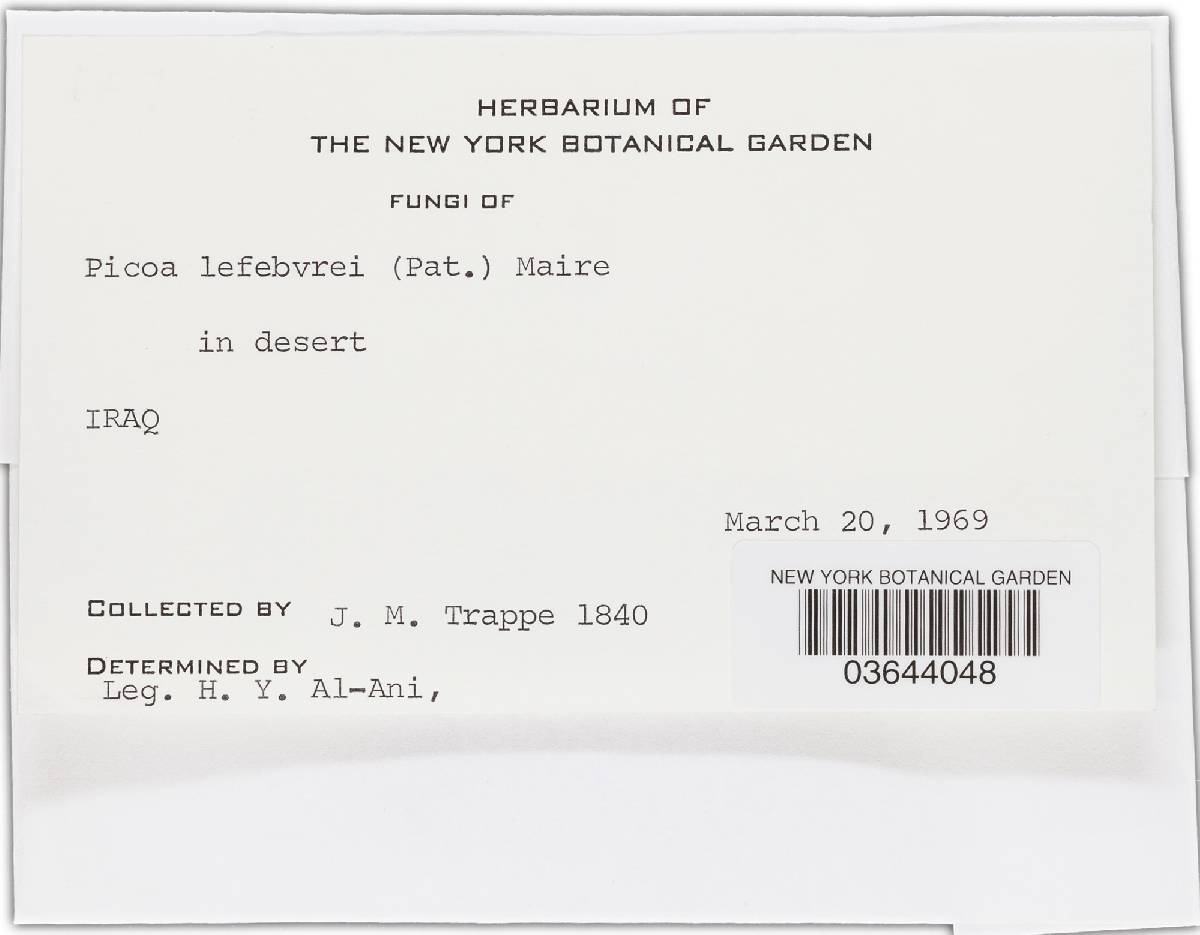 HERBARIUM OF
THE NEW YORK BOTANICAL GARDEN
FUNGI OF
Picoa lefebvrei (Pat.) Maire
in desert
IRAQ
March 20, 1969
NEW YORK BOTANICAL GARDEN
03644048
COLLECTED BY J. M. Trappe 1840
DETERMINED BY
Leg. H. Y. Al-Ani,